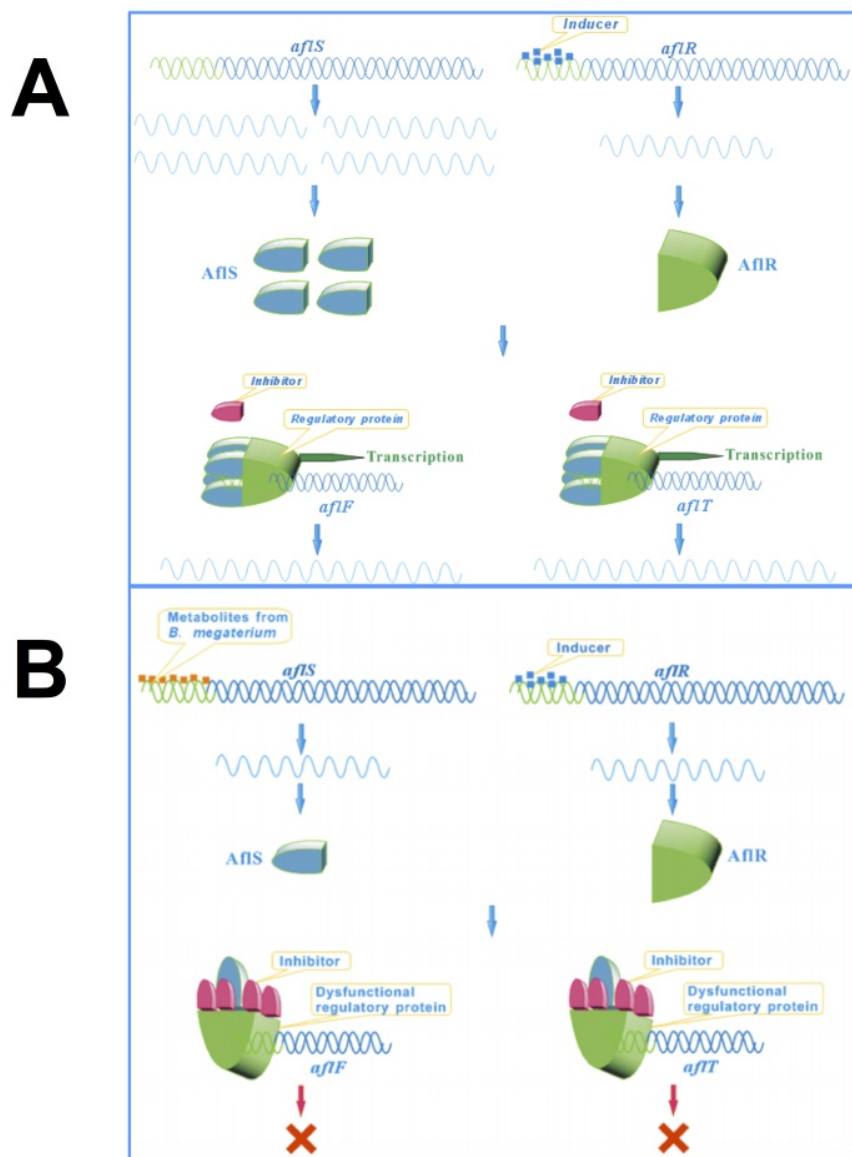 A
aflS
Inducer
aflR
AflS
AflR
Inhibitor
Regulatory protein
Transcription
aflF
Inhibitor
Regulatory protein
Transcription
aflT
B
Metabolites from
B. megaterium
aflS
Inducer
aflR
AflS
AflR
Inhibitor
Dysfunctional
regulatory protein
aflF
Inhibitor
Dysfunctional
regulatory protein
aflT